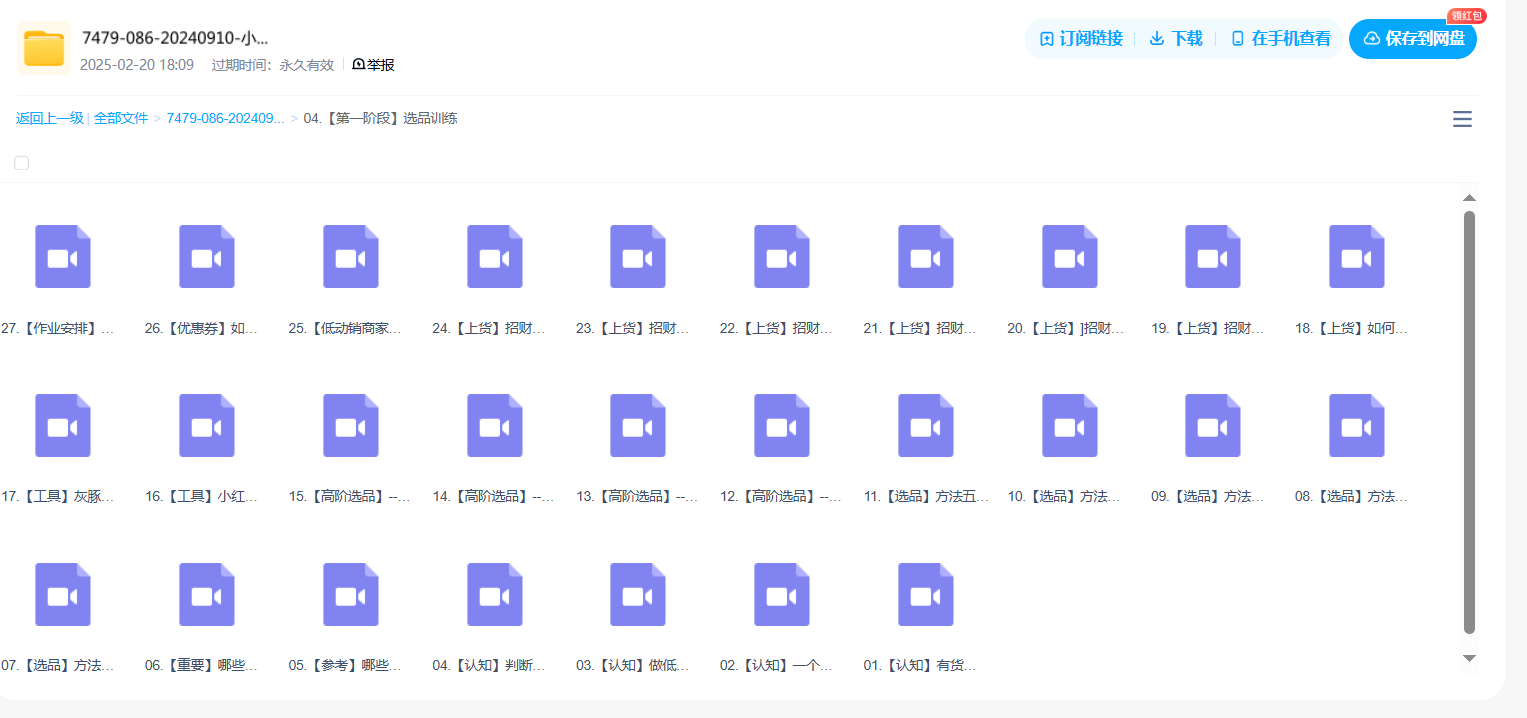 领红包
7479-086-20240910-小...
订阅链接 下载 在手机查看 保存到网盘
2025-02-20 18:09 过期时间：永久有效 举报
返回上一级 | 全部文件 > 7479-086-202409... > 04.【第一阶段】选品训练
27.【作业安排】... 26.【优惠券】如... 25.【低动销商家... 24.【上货】招财... 23.【上货】招财... 22.【上货】招财... 21.【上货】招财... 20.【上货】]招财... 19.【上货】招财... 18.【上货】如何...
17.【工具】灰豚... 16.【工具】小红... 15.【高阶选品】--... 14.【高阶选品】--... 13.【高阶选品】--... 12.【高阶选品】--... 11.【选品】方法五... 10.【选品】方法... 09.【选品】方法... 08.【选品】方法...
07.【选品】方法... 06.【重要】哪些... 05.【参考】哪些... 04.【认知】判断... 03.【认知】做低... 02.【认知】一个... 01.【认知】有货...